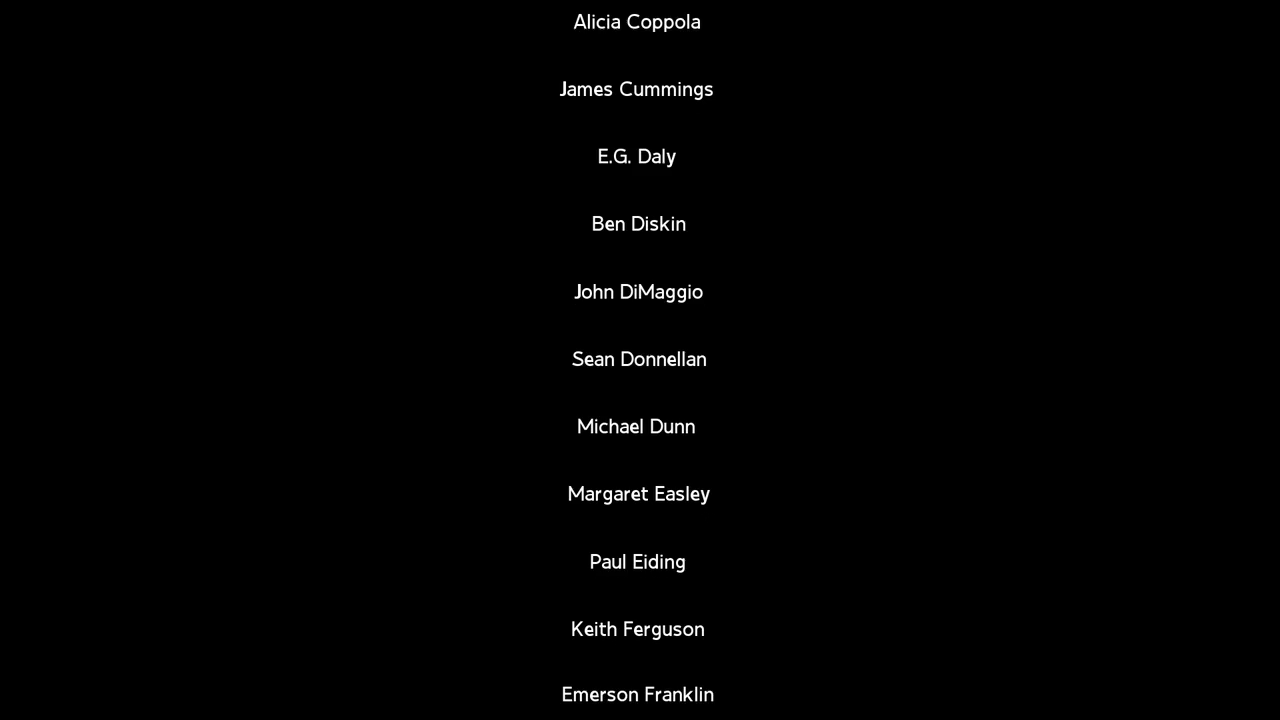 Alicia Coppola
James Cummings
E.G. Daly
Ben Diskin
John DiMaggio
Sean Donnellan
Michael Dunn
Margaret Easley
Paul Eiding
Keith Ferguson
Emerson Franklin